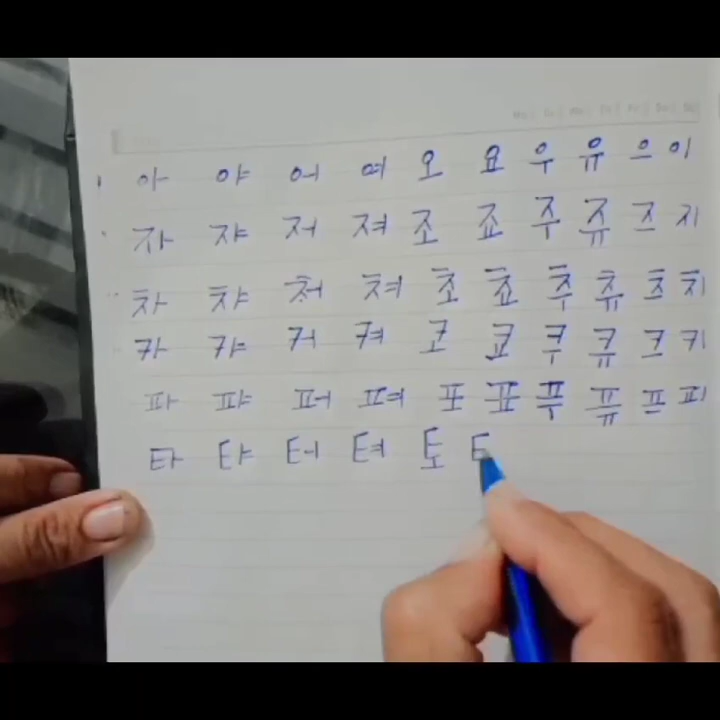 아 야 어 여 오 요 우 유 으 이
자 쟈 저 져 조 죠 주 쥬 즈 지
차 챠 처 쳐 초 쵸 추 츄 츠 치
카 캬 커 켜 코 쿄 쿠 큐 크 키
파 퍄 퍼 펴 포 표 푸 퓨 프 피
타 탸 터 텨 토 ㅌ